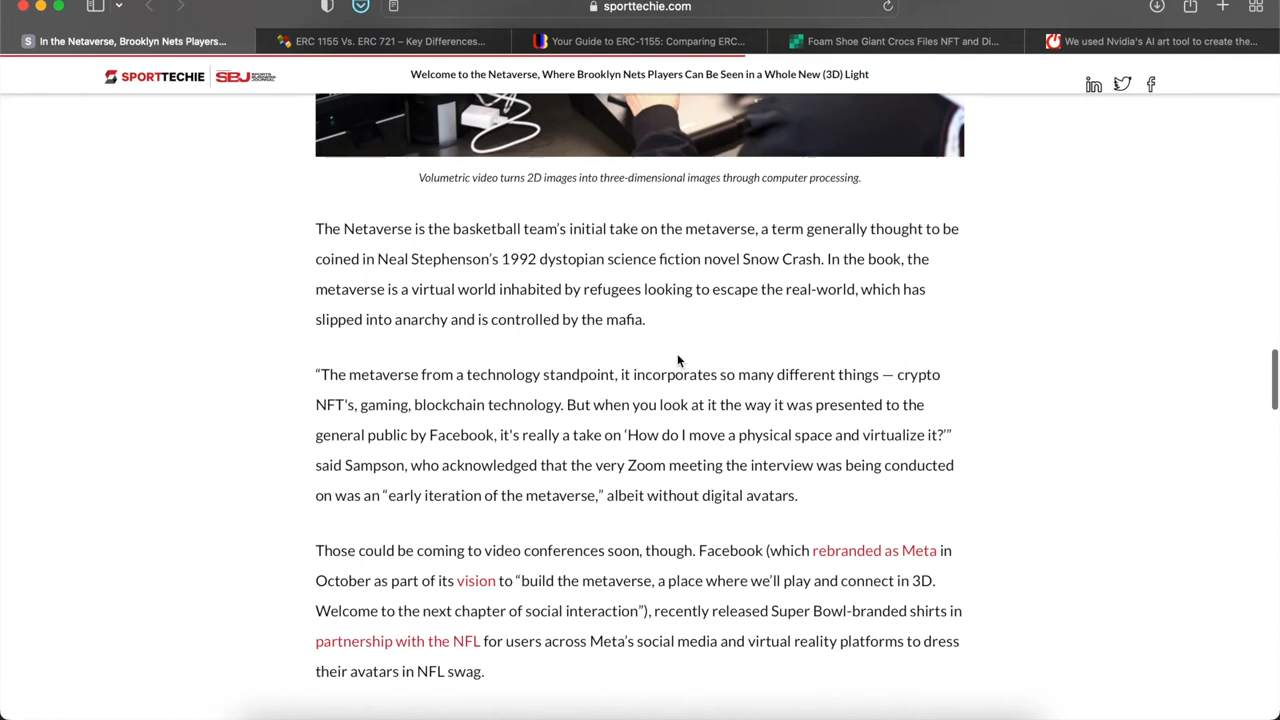 sporttechie.com
In the Netaverse, Brooklyn Nets Players...
ERC 1155 Vs. ERC 721 – Key Differences...
Your Guide to ERC-1155: Comparing ERC...
Foam Shoe Giant Crocs Files NFT and Di...
We used Nvidia's AI art tool to create the...
SPORTTECHIE SBJ SPORTS BUSINESS JOURNAL
Welcome to the Netaverse, Where Brooklyn Nets Players Can Be Seen in a Whole New (3D) Light
Volumetric video turns 2D images into three-dimensional images through computer processing.
The Netaverse is the basketball team’s initial take on the metaverse, a term generally thought to be
coined in Neal Stephenson’s 1992 dystopian science fiction novel Snow Crash. In the book, the
metaverse is a virtual world inhabited by refugees looking to escape the real-world, which has
slipped into anarchy and is controlled by the mafia.
“The metaverse from a technology standpoint, it incorporates so many different things — crypto
NFT's, gaming, blockchain technology. But when you look at it the way it was presented to the
general public by Facebook, it's really a take on ‘How do I move a physical space and virtualize it?’”
said Sampson, who acknowledged that the very Zoom meeting the interview was being conducted
on was an “early iteration of the metaverse,” albeit without digital avatars.
Those could be coming to video conferences soon, though. Facebook (which rebranded as Meta in
October as part of its vision to “build the metaverse, a place where we’ll play and connect in 3D.
Welcome to the next chapter of social interaction”), recently released Super Bowl-branded shirts in
partnership with the NFL for users across Meta’s social media and virtual reality platforms to dress
their avatars in NFL swag.